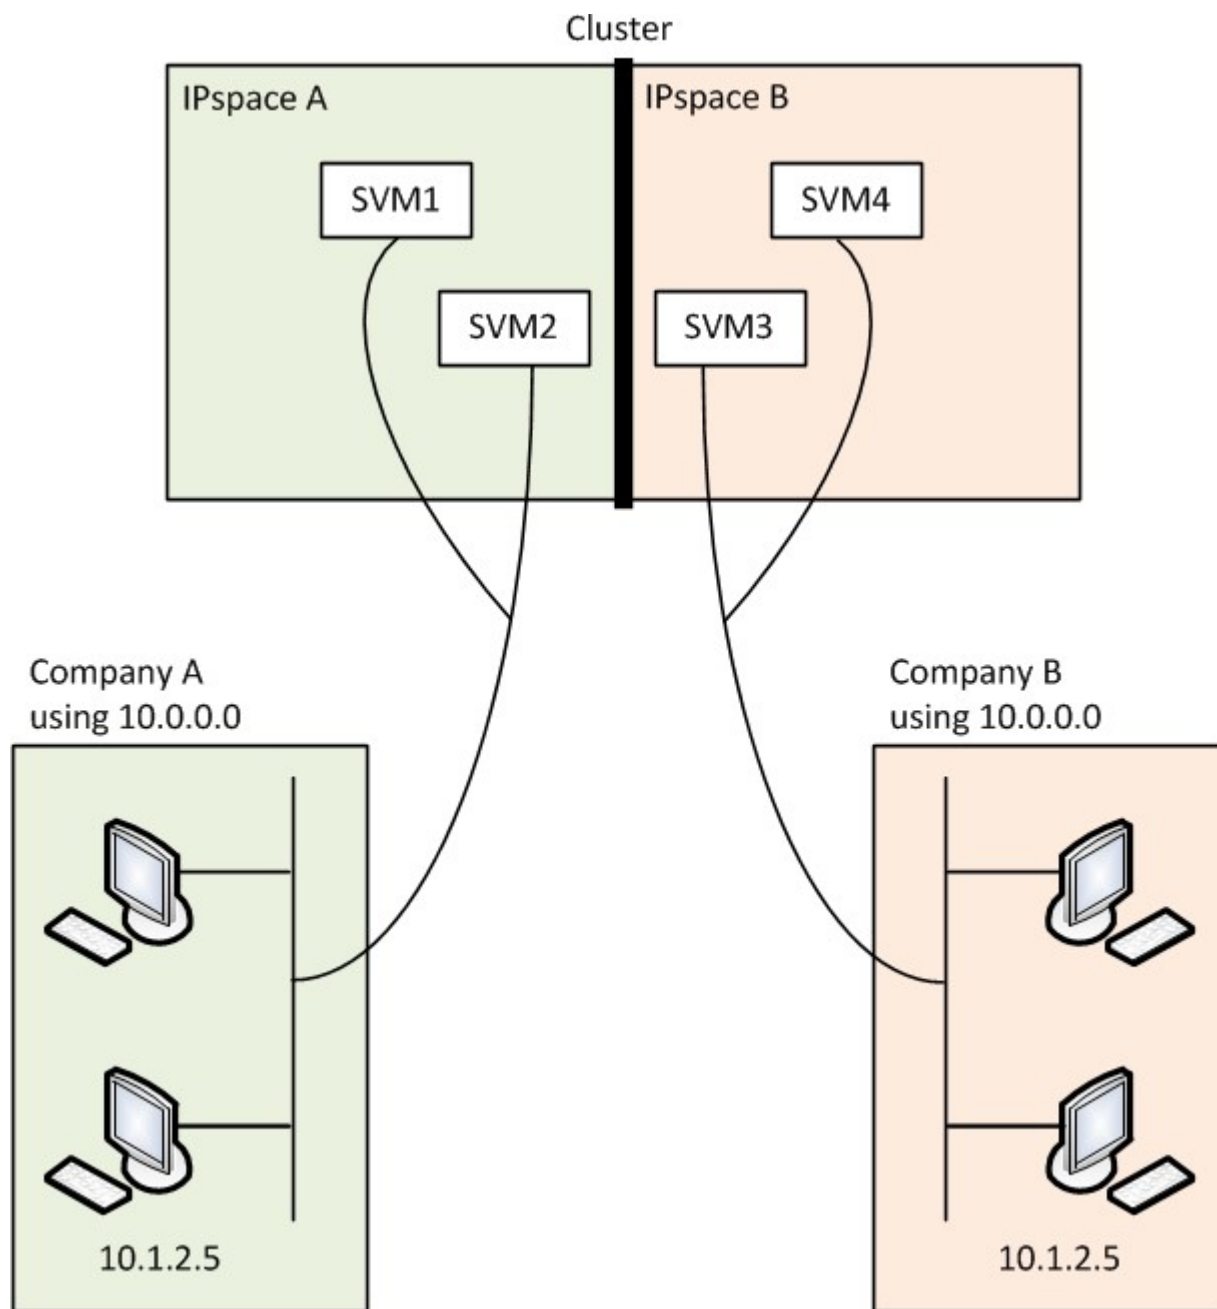 Cluster
IPspace A
IPspace B
SVM1
SVM4
SVM2
SVM3
Company A
using 10.0.0.0
Company B
using 10.0.0.0
10.1.2.5
10.1.2.5